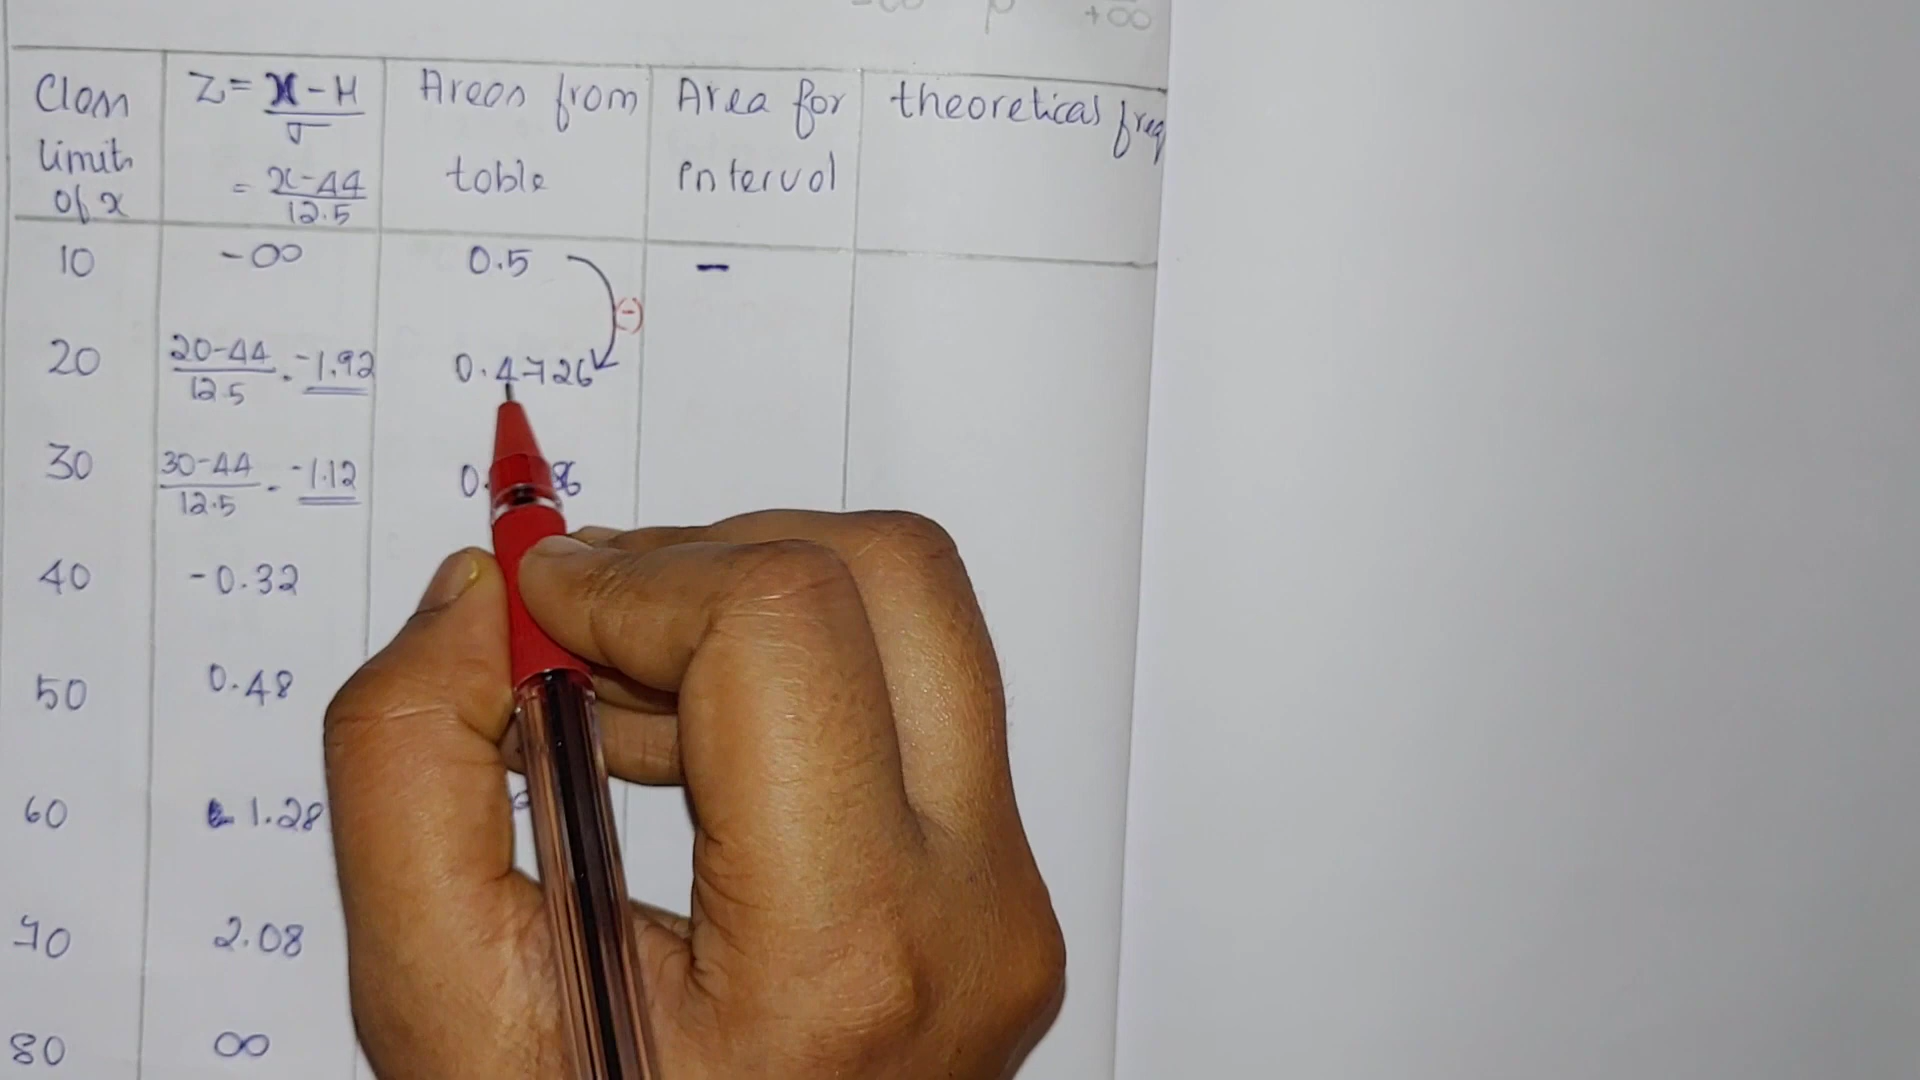 -∞ μ +∞
Class Z = x - μ / σ Areas from Area for theoretical freq
limits = x - 44 / 12.5 table interval
of x
10 -∞ 0.5 -
(-)
20 20-44 / 12.5 = -1.92 0.4726
30 30-44 / 12.5 = -1.12
40 -0.32
50 0.48
60 1.28
70 2.08
80 ∞